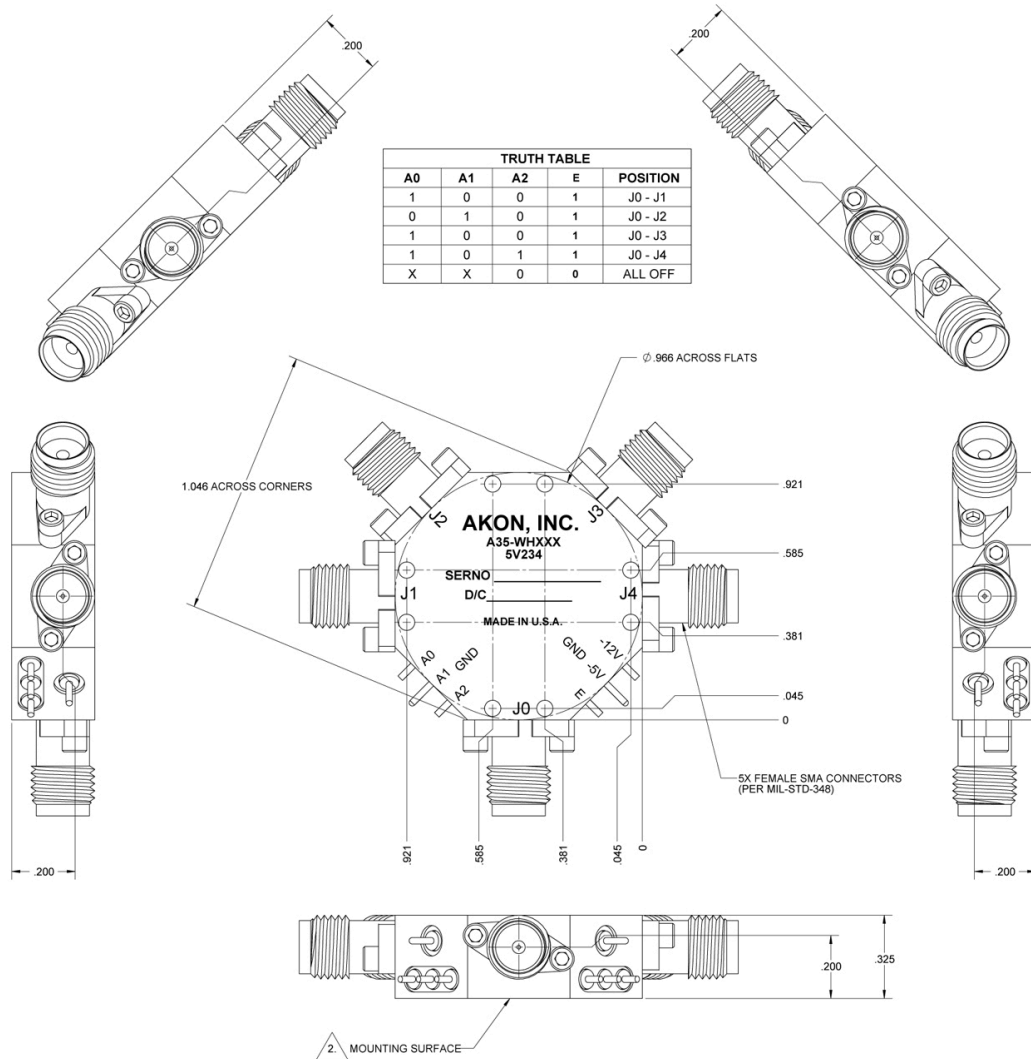 .200
.200
TRUTH TABLE
A0 A1 A2 E POSITION
1 0 0 1 J0 - J1
0 1 0 1 J0 - J2
1 0 0 1 J0 - J3
1 0 1 1 J0 - J4
X X 0 0 ALL OFF
Ø .966 ACROSS FLATS
1.046 ACROSS CORNERS
.921
J2
J3
AKON, INC.
A35-WHXXX
5V234
.585
SERNO
J1
J4
D/C
MADE IN U.S.A.
.381
A0
A1
GND
A2
GND
-12V
-5V
E
J0
.045
0
5X FEMALE SMA CONNECTORS
(PER MIL-STD-348)
.921
.585
.381
.045
0
.200
.200
.200
.325
2. MOUNTING SURFACE